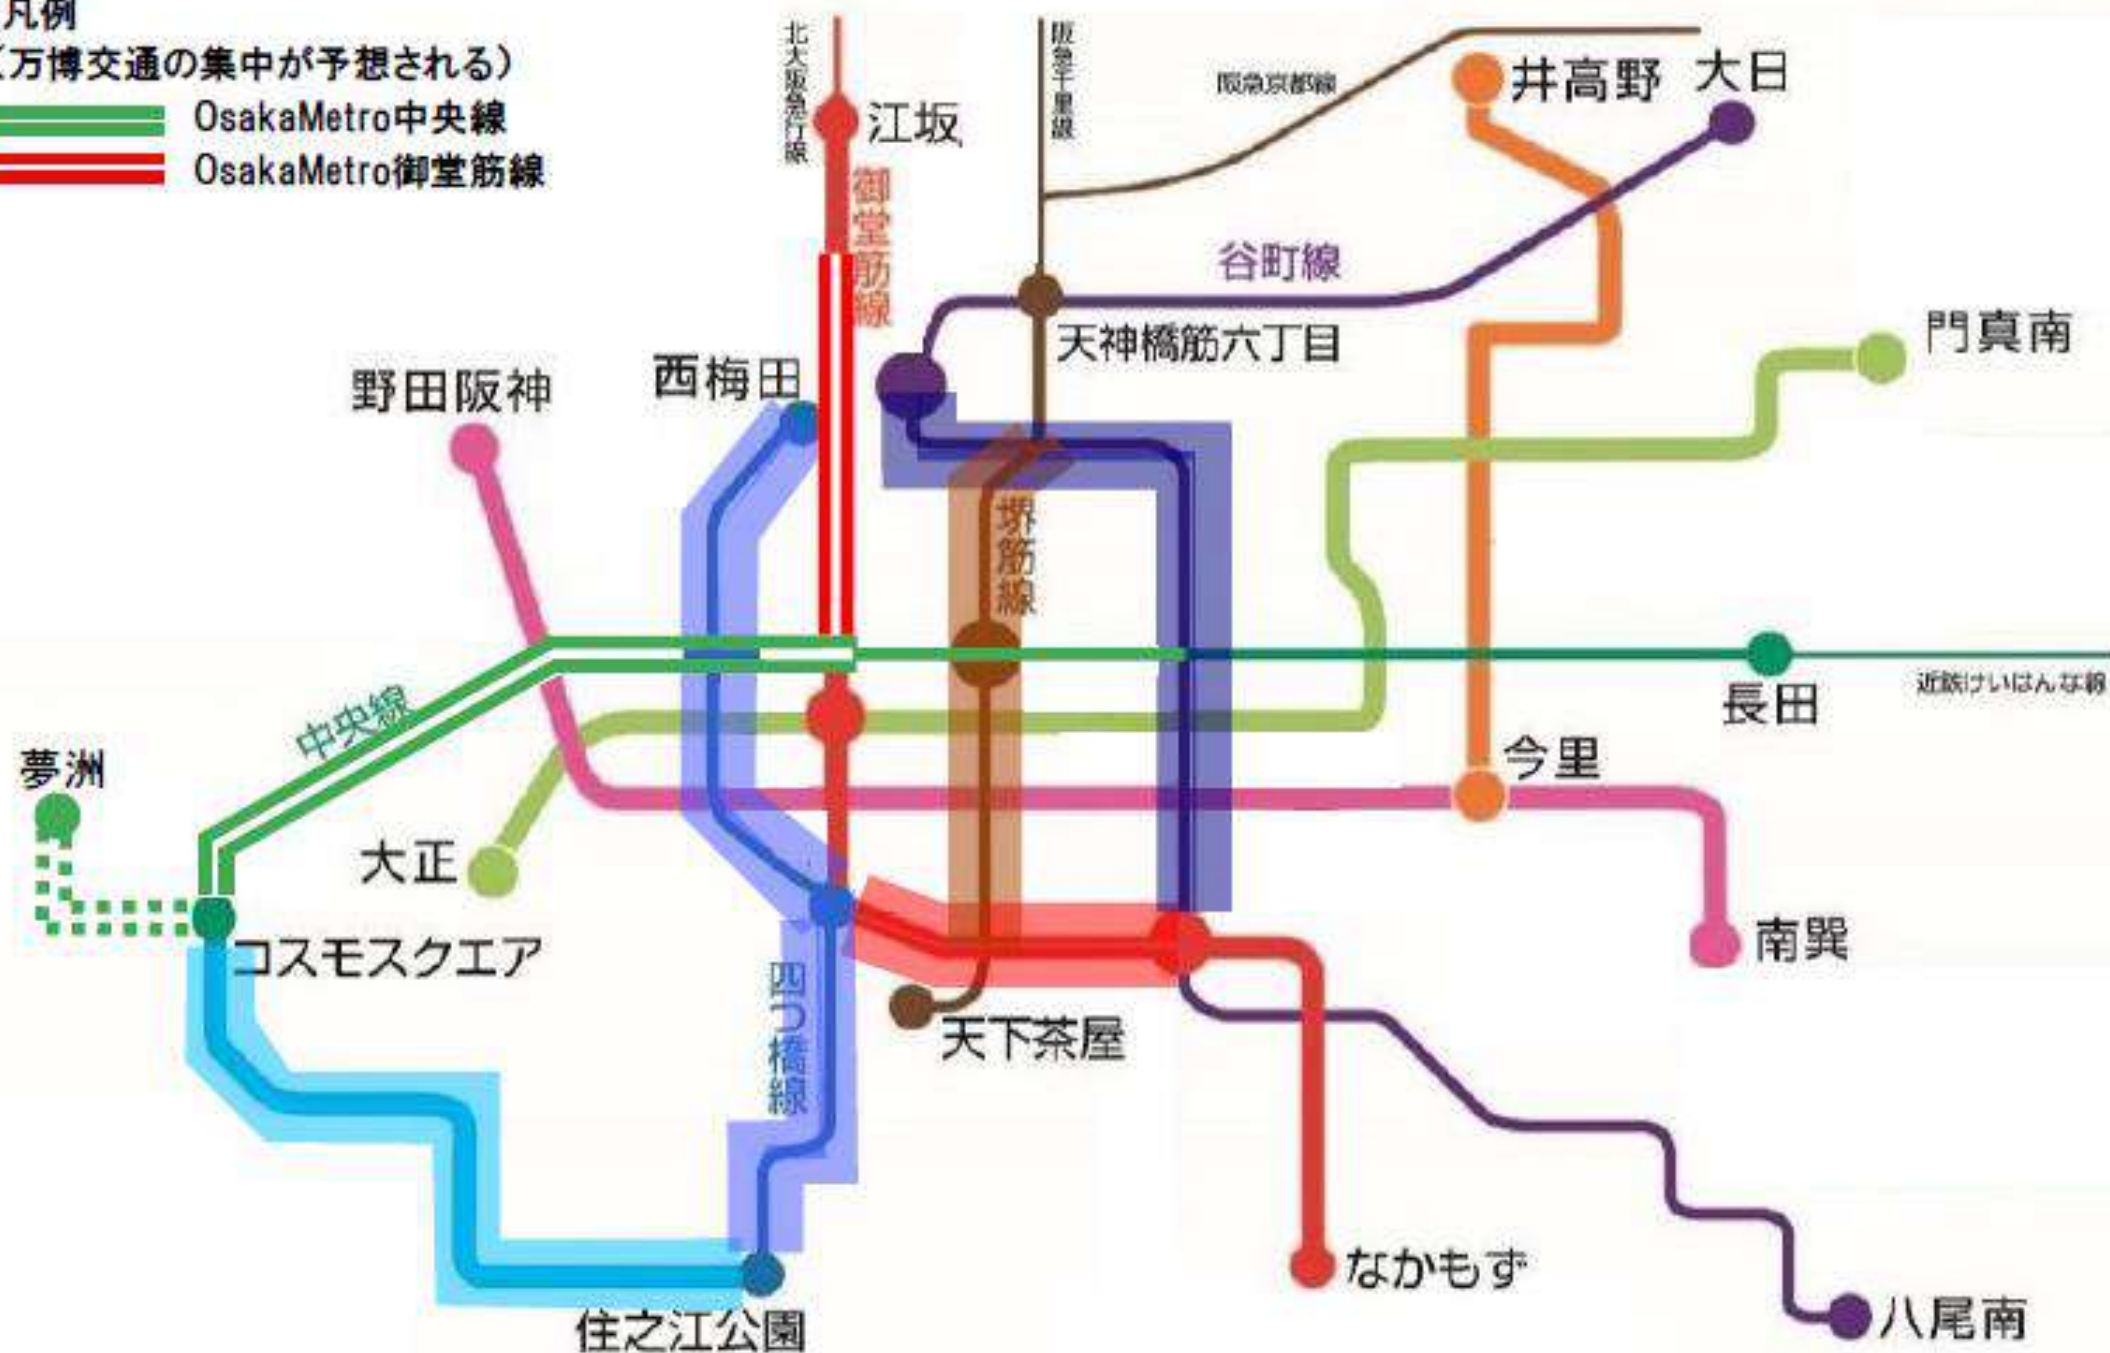 凡例
（万博交通の集中が予想される）
OsakaMetro中央線
OsakaMetro御堂筋線
北大阪急行線
江坂
御堂筋線
阪急千里線
阪急京都線
井高野
大日
谷町線
天神橋筋六丁目
門真南
野田阪神
西梅田
堺筋線
中央線
長田
近鉄けいはんな線
夢洲
今里
大正
コスモスクエア
南巽
四つ橋線
天下茶屋
なかもず
住之江公園
八尾南